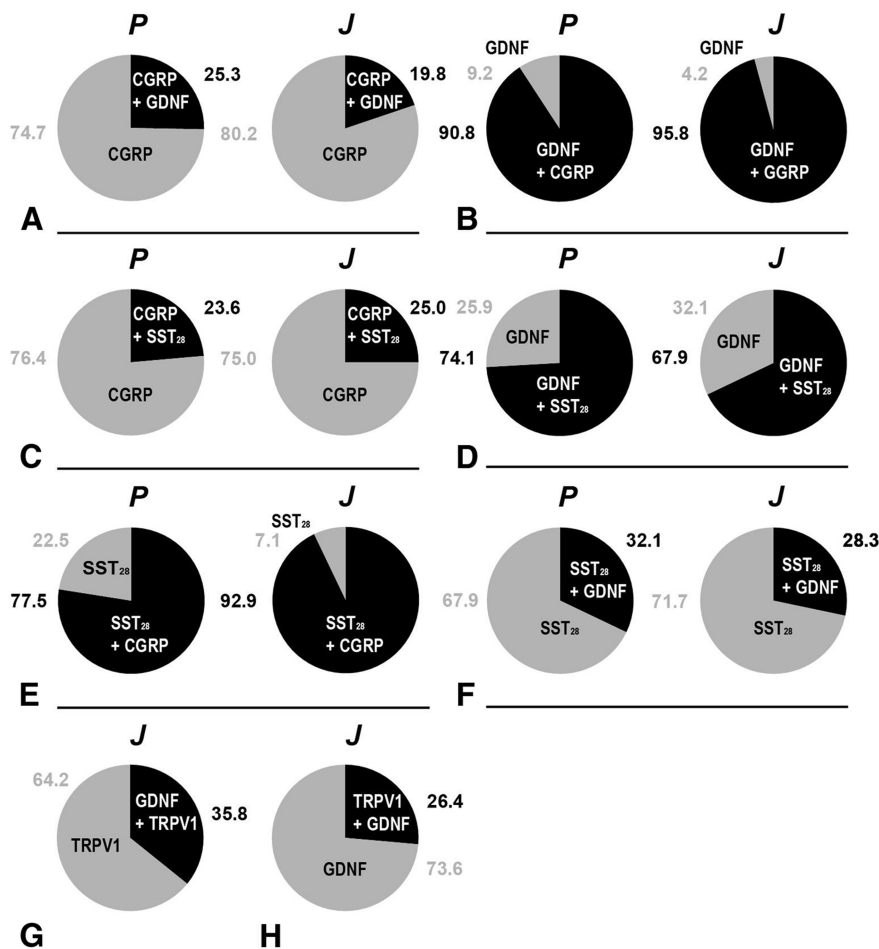 P
J
CGRP
+ GDNF
25.3
74.7
CGRP
CGRP
+ GDNF
19.8
80.2
CGRP
A
P
J
GDNF
9.2
90.8
GDNF
+ CGRP
GDNF
4.2
95.8
GDNF
+ GGRP
B
P
J
CGRP
+ SST28
23.6
76.4
CGRP
CGRP
+ SST28
25.0
75.0
CGRP
C
P
J
25.9
GDNF
74.1
GDNF
+ SST28
32.1
GDNF
67.9
GDNF
+ SST28
D
P
J
22.5
SST28
77.5
SST28
+ CGRP
SST28
7.1
92.9
SST28
+ CGRP
E
P
J
32.1
SST28
+ GDNF
67.9
SST28
28.3
SST28
+ GDNF
71.7
SST28
F
J
64.2
GDNF
+ TRPV1
35.8
TRPV1
G
J
TRPV1
+ GDNF
26.4
GDNF
73.6
H